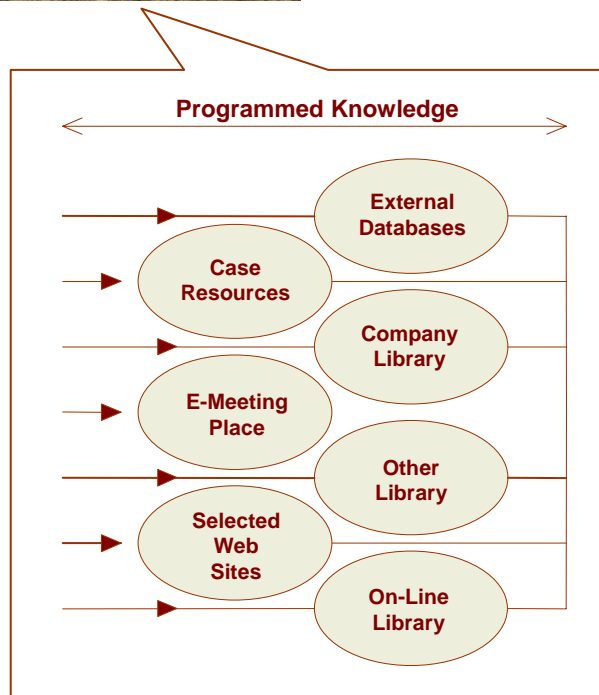 Programmed Knowledge
External
Databases
Case
Resources
Company
Library
E-Meeting
Place
Other
Library
Selected
Web
Sites
On-Line
Library